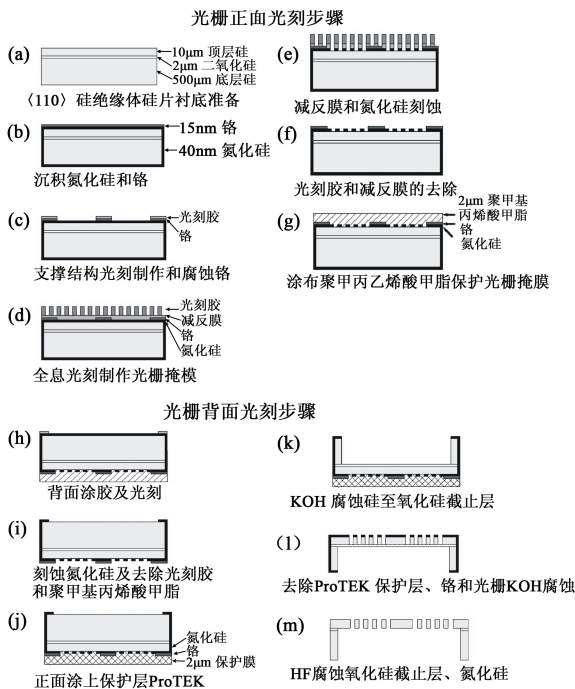 光栅正面光刻步骤
(a)
10μm 顶层硅
2μm 二氧化硅
500μm 底层硅
〈110〉硅绝缘体硅片衬底准备
(b)
15nm 铬
40nm 氮化硅
沉积氮化硅和铬
(c)
光刻胶
铬
支撑结构光刻制作和腐蚀铬
(d)
光刻胶
减反膜
铬
氮化硅
全息光刻制作光栅掩模
(e)
减反膜和氮化硅刻蚀
(f)
光刻胶和减反膜的去除
(g)
2μm 聚甲基
丙烯酸甲脂
铬
氮化硅
涂布聚甲丙乙烯酸甲脂保护光栅掩膜
光栅背面光刻步骤
(h)
背面涂胶及光刻
(i)
刻蚀氮化硅及去除光刻胶
和聚甲基丙烯酸甲脂
(j)
氮化硅
铬
2μm 保护膜
正面涂上保护层ProTEK
(k)
KOH 腐蚀硅至氧化硅截止层
(l)
去除ProTEK 保护层、铬和光栅KOH腐蚀
(m)
HF腐蚀氧化硅截止层、氮化硅